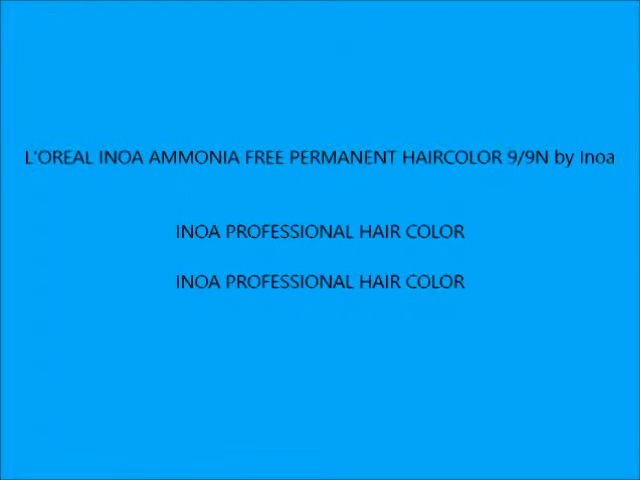 L'OREAL INOA AMMONIA FREE PERMANENT HAIRCOLOR 9/9N by Inoa
INOA PROFESSIONAL HAIR COLOR
INOA PROFESSIONAL HAIR COLOR